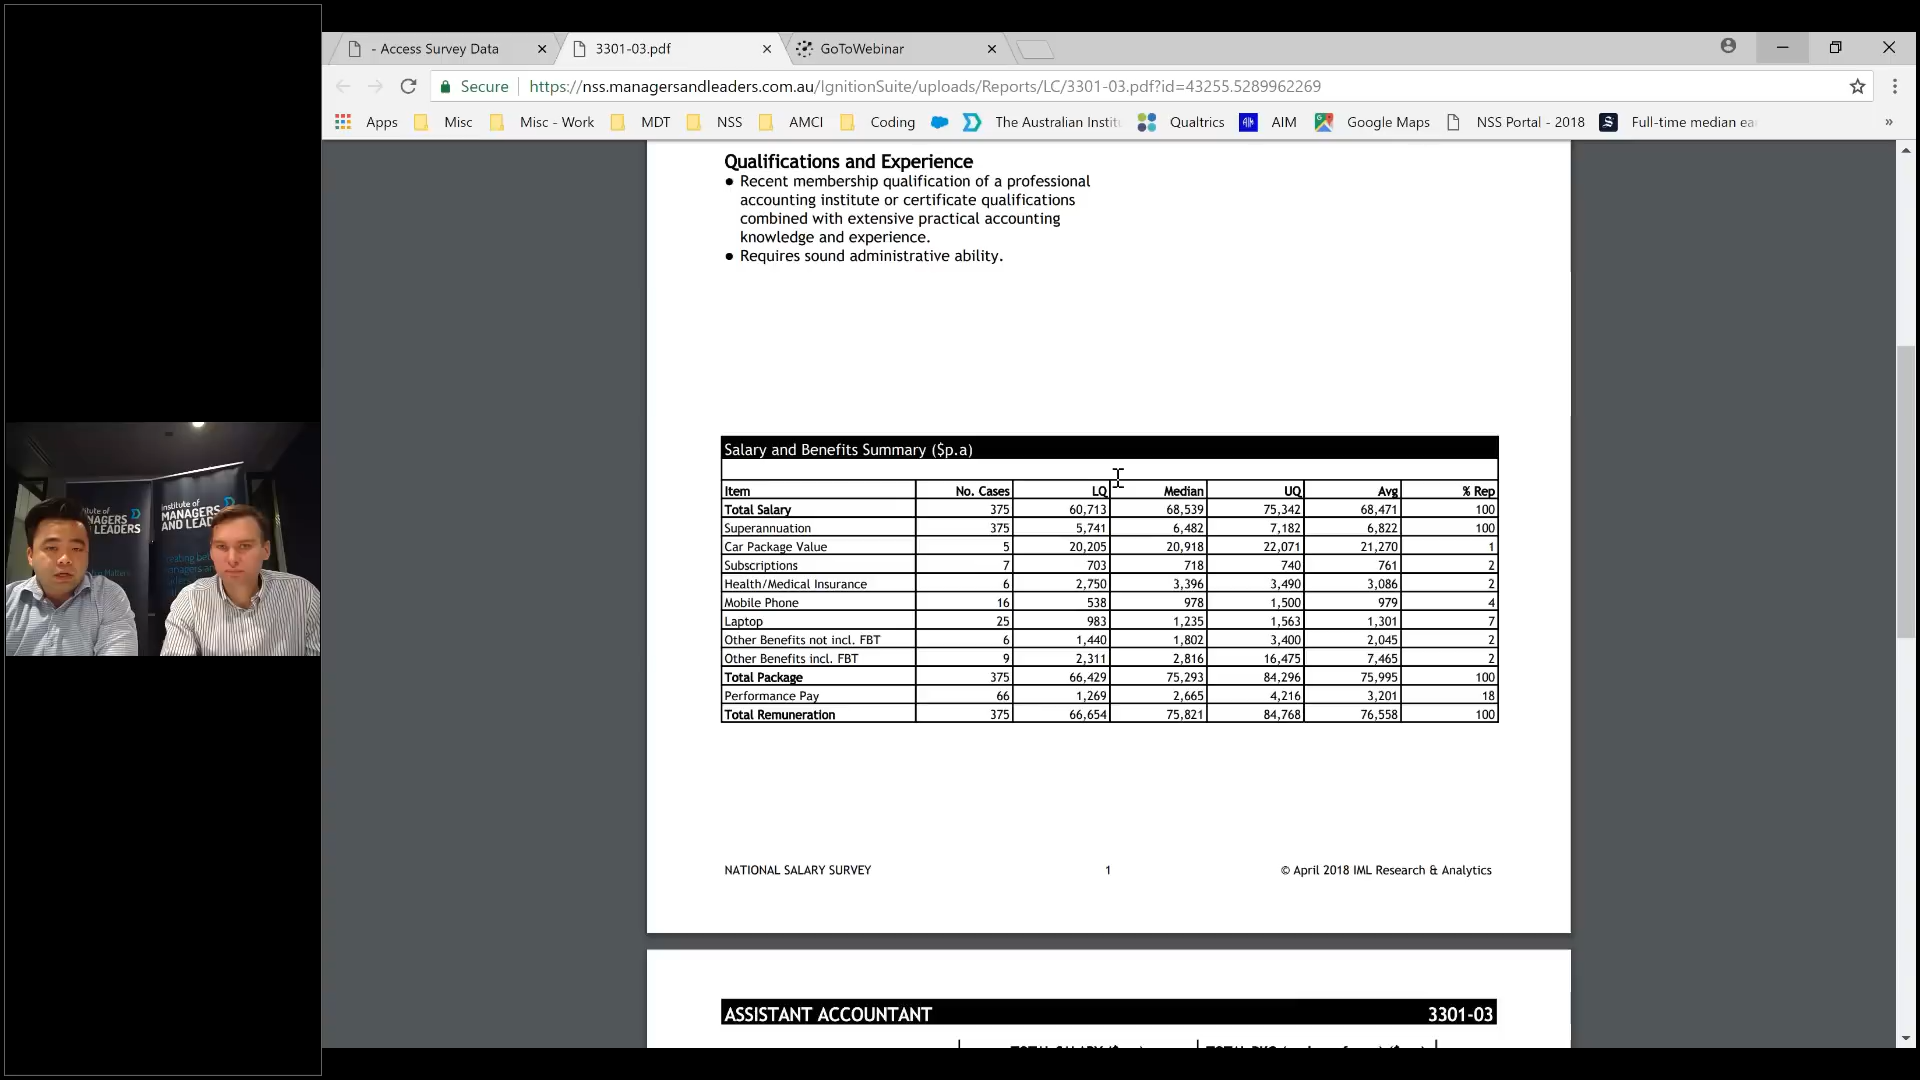 - Access Survey Data
3301-03.pdf
GoToWebinar
Secure https://nss.managersandleaders.com.au/IgnitionSuite/uploads/Reports/LC/3301-03.pdf?id=43255.5289962269
Apps Misc Misc - Work MDT NSS AMCI Coding The Australian Instit Qualtrics AIM Google Maps NSS Portal - 2018 Full-time median ea »
Qualifications and Experience
● Recent membership qualification of a professional
accounting institute or certificate qualifications
combined with extensive practical accounting
knowledge and experience.
● Requires sound administrative ability.
Salary and Benefits Summary ($p.a)
Item No. Cases LQ Median UQ Avg % Rep
Total Salary 375 60,713 68,539 75,342 68,471 100
Superannuation 375 5,741 6,482 7,182 6,822 100
Car Package Value 5 20,205 20,918 22,071 21,270 1
Subscriptions 7 703 718 740 761 2
Health/Medical Insurance 6 2,750 3,396 3,490 3,086 2
Mobile Phone 16 538 978 1,500 979 4
Laptop 25 983 1,235 1,563 1,301 7
Other Benefits not incl. FBT 6 1,440 1,802 3,400 2,045 2
Other Benefits incl. FBT 9 2,311 2,816 16,475 7,465 2
Total Package 375 66,429 75,293 84,296 75,995 100
Performance Pay 66 1,269 2,665 4,216 3,201 18
Total Remuneration 375 66,654 75,821 84,768 76,558 100
NATIONAL SALARY SURVEY 1 © April 2018 IML Research & Analytics
ASSISTANT ACCOUNTANT 3301-03
institute of
MANAGERS
AND LEADERS